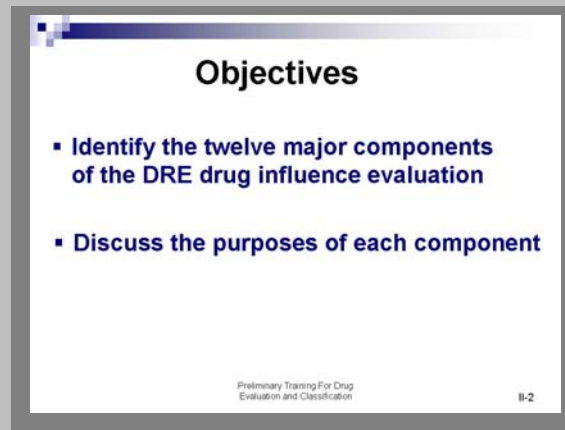 Objectives
▪ Identify the twelve major components
of the DRE drug influence evaluation
▪ Discuss the purposes of each component
Preliminary Training For Drug
Evaluation and Classification
II-2